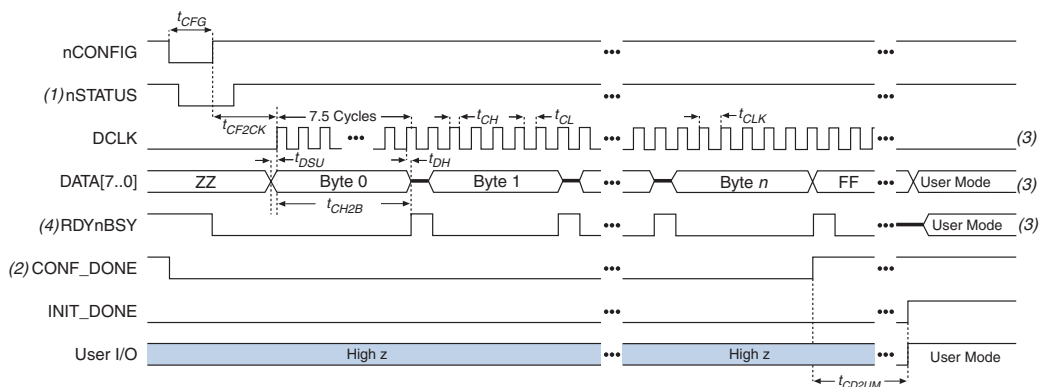 tCFG
nCONFIG
(1) nSTATUS
tCF2CK
7.5 Cycles
tCH
tCL
tCLK
DCLK
(3)
tDSU
tDH
DATA[7..0]
ZZ
Byte 0
Byte 1
Byte n
FF
User Mode
(3)
tCH2B
(4) RDYnBSY
User Mode
(3)
(2) CONF_DONE
INIT_DONE
User I/O
High z
High z
User Mode
tCD2UM